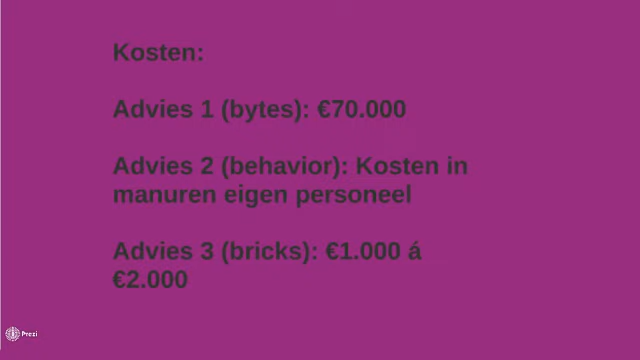 Kosten:
Advies 1 (bytes): €70.000
Advies 2 (behavior): Kosten in
manuren eigen personeel
Advies 3 (bricks): €1.000 á
€2.000
Prezi